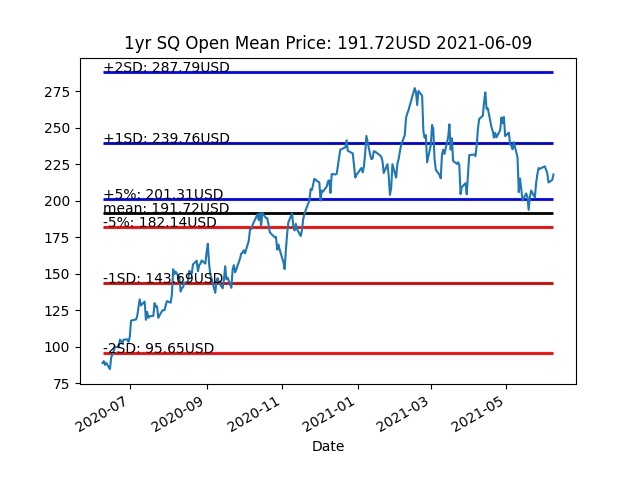 1yr SQ Open Mean Price: 191.72USD 2021-06-09
+2SD: 287.79USD
275
250
+1SD: 239.76USD
225
+5%: 201.31USD
200
mean: 191.72USD
-5%: 182.14USD
175
150
-1SD: 143.69USD
125
100
-2SD: 95.65USD
75
2020-07 2020-09 2020-11 2021-01 2021-03 2021-05
Date